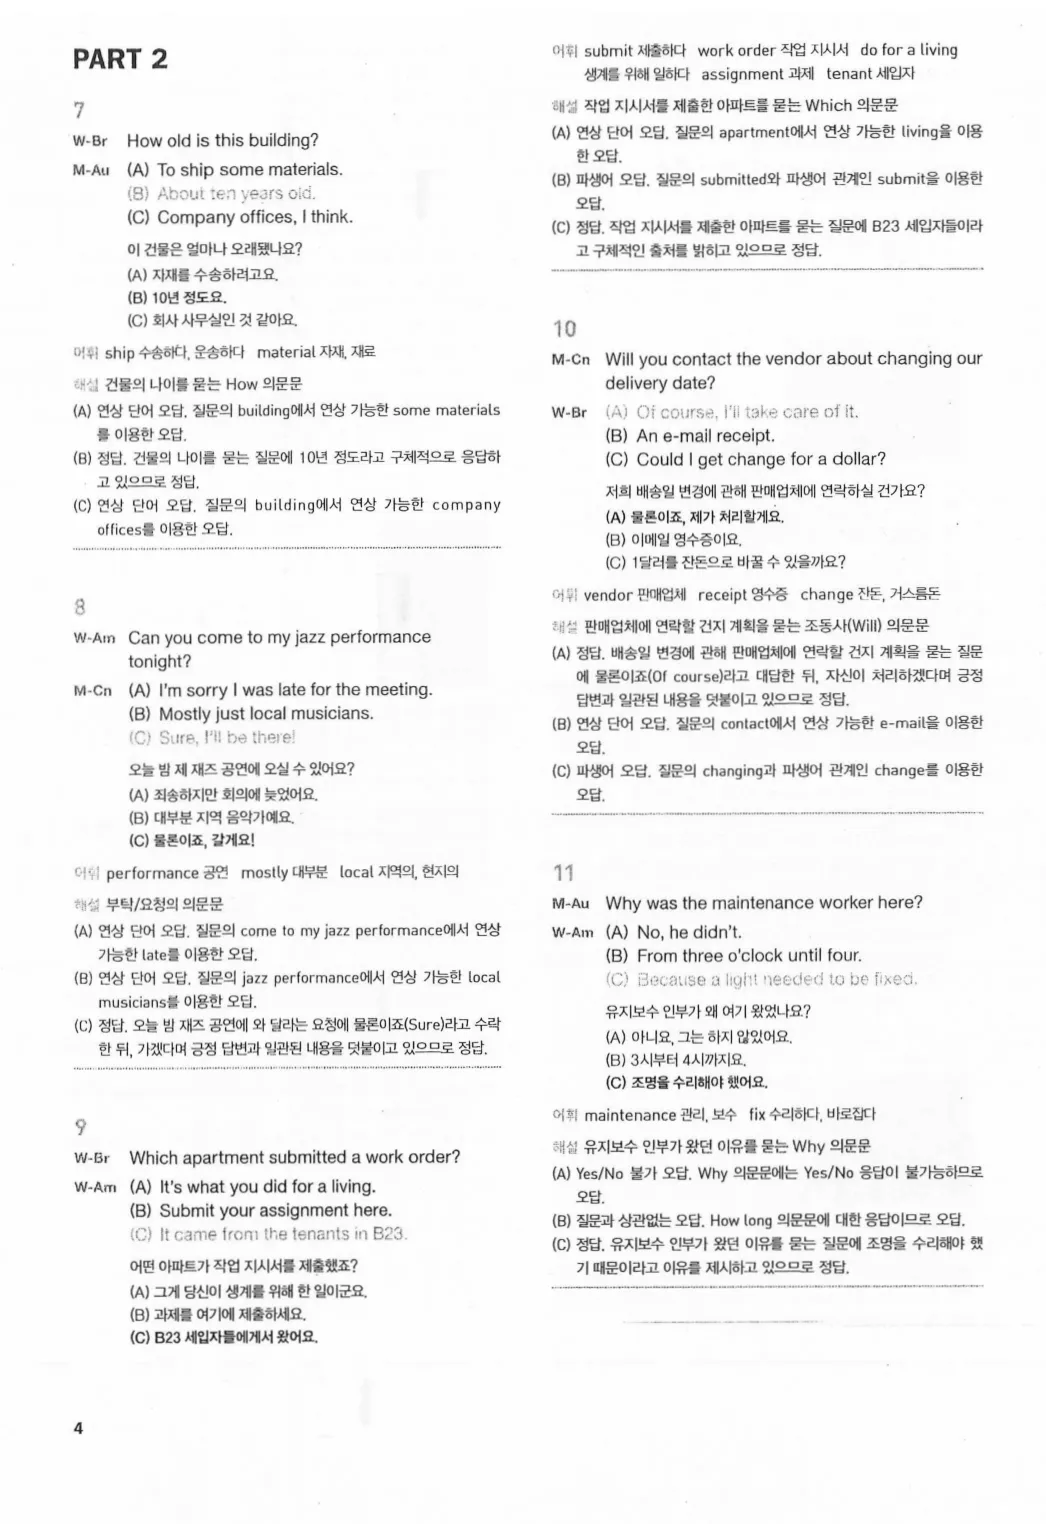 PART 2
7
W-Br How old is this building?
M-Au (A) To ship some materials.
(B) About ten years old.
(C) Company offices, I think.
이 건물은 얼마나 오래됐나요?
(A) 자재를 수송하려고요.
(B) 10년 정도요.
(C) 회사 사무실인 것 같아요.
어휘 ship 수송하다, 운송하다 material 자재, 재료
해설 건물의 나이를 묻는 How 의문문
(A) 연상 단어 오답. 질문의 building에서 연상 가능한 some materials
를 이용한 오답.
(B) 정답. 건물의 나이를 묻는 질문에 10년 정도라고 구체적으로 응답하
고 있으므로 정답.
(C) 연상 단어 오답. 질문의 building에서 연상 가능한 company
offices를 이용한 오답.
8
W-Am Can you come to my jazz performance
tonight?
M-Cn (A) I'm sorry I was late for the meeting.
(B) Mostly just local musicians.
(C) Sure, I'll be there!
오늘 밤 제 재즈 공연에 오실 수 있어요?
(A) 죄송하지만 회의에 늦었어요.
(B) 대부분 지역 음악가예요.
(C) 물론이죠, 갈게요!
어휘 performance 공연 mostly 대부분 local 지역의, 현지의
해설 부탁/요청의 의문문
(A) 연상 단어 오답. 질문의 come to my jazz performance에서 연상
가능한 late를 이용한 오답.
(B) 연상 단어 오답. 질문의 jazz performance에서 연상 가능한 local
musicians를 이용한 오답.
(C) 정답. 오늘 밤 재즈 공연에 와 달라는 요청에 물론이죠(Sure)라고 수락
한 뒤, 가겠다며 긍정 답변과 일관된 내용을 덧붙이고 있으므로 정답.
9
W-Br Which apartment submitted a work order?
W-Am (A) It's what you did for a living.
(B) Submit your assignment here.
(C) It came from the tenants in B23.
어떤 아파트가 작업 지시서를 제출했죠?
(A) 그게 당신이 생계를 위해 한 일이군요.
(B) 과제를 여기에 제출하세요.
(C) B23 세입자들에게서 왔어요.
4
어휘 submit 제출하다 work order 작업 지시서 do for a living
생계를 위해 일하다 assignment 과제 tenant 세입자
해설 작업 지시서를 제출한 아파트를 묻는 Which 의문문
(A) 연상 단어 오답. 질문의 apartment에서 연상 가능한 living을 이용
한 오답.
(B) 파생어 오답. 질문의 submitted와 파생어 관계인 submit을 이용한
오답.
(C) 정답. 작업 지시서를 제출한 아파트를 묻는 질문에 B23 세입자들이라
고 구체적인 출처를 밝히고 있으므로 정답.
10
M-Cn Will you contact the vendor about changing our
delivery date?
W-Br (A) Of course, I'll take care of it.
(B) An e-mail receipt.
(C) Could I get change for a dollar?
저희 배송일 변경에 관해 판매업체에 연락하실 건가요?
(A) 물론이죠, 제가 처리할게요.
(B) 이메일 영수증이요.
(C) 1달러를 잔돈으로 바꿀 수 있을까요?
어휘 vendor 판매업체 receipt 영수증 change 잔돈, 거스름돈
해설 판매업체에 연락할 건지 계획을 묻는 조동사(Will) 의문문
(A) 정답. 배송일 변경에 관해 판매업체에 연락할 건지 계획을 묻는 질문
에 물론이죠(Of course)라고 대답한 뒤, 자신이 처리하겠다며 긍정
답변과 일관된 내용을 덧붙이고 있으므로 정답.
(B) 연상 단어 오답. 질문의 contact에서 연상 가능한 e-mail을 이용한
오답.
(C) 파생어 오답. 질문의 changing과 파생어 관계인 change를 이용한
오답.
11
M-Au Why was the maintenance worker here?
W-Am (A) No, he didn't.
(B) From three o'clock until four.
(C) Because a light needed to be fixed.
유지보수 인부가 왜 여기 왔었나요?
(A) 아니요, 그는 하지 않았어요.
(B) 3시부터 4시까지요.
(C) 조명을 수리해야 했어요.
어휘 maintenance 관리, 보수 fix 수리하다, 바로잡다
해설 유지보수 인부가 왔던 이유를 묻는 Why 의문문
(A) Yes/No 불가 오답. Why 의문문에는 Yes/No 응답이 불가능하므로
오답.
(B) 질문과 상관없는 오답. How long 의문문에 대한 응답이므로 오답.
(C) 정답. 유지보수 인부가 왔던 이유를 묻는 질문에 조명을 수리해야 했
기 때문이라고 이유를 제시하고 있으므로 정답.